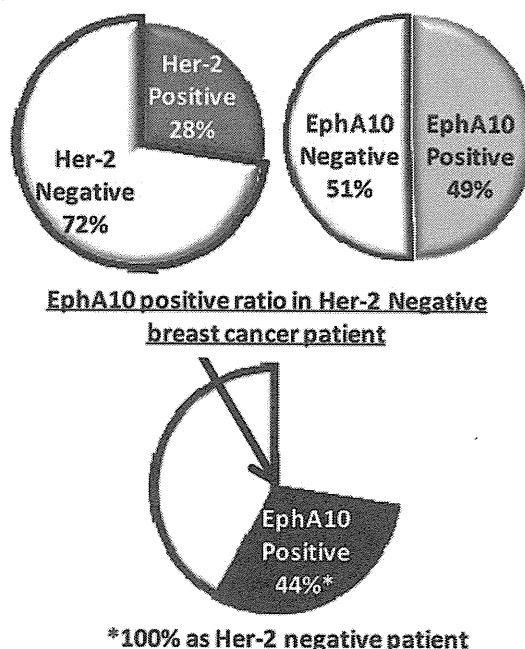 Her-2
Positive
28%
Her-2
Negative
72%
EphA10
Negative
51%
EphA10
Positive
49%
EphA10 positive ratio in Her-2 Negative
breast cancer patient
EphA10
Positive
44%*
*100% as Her-2 negative patient